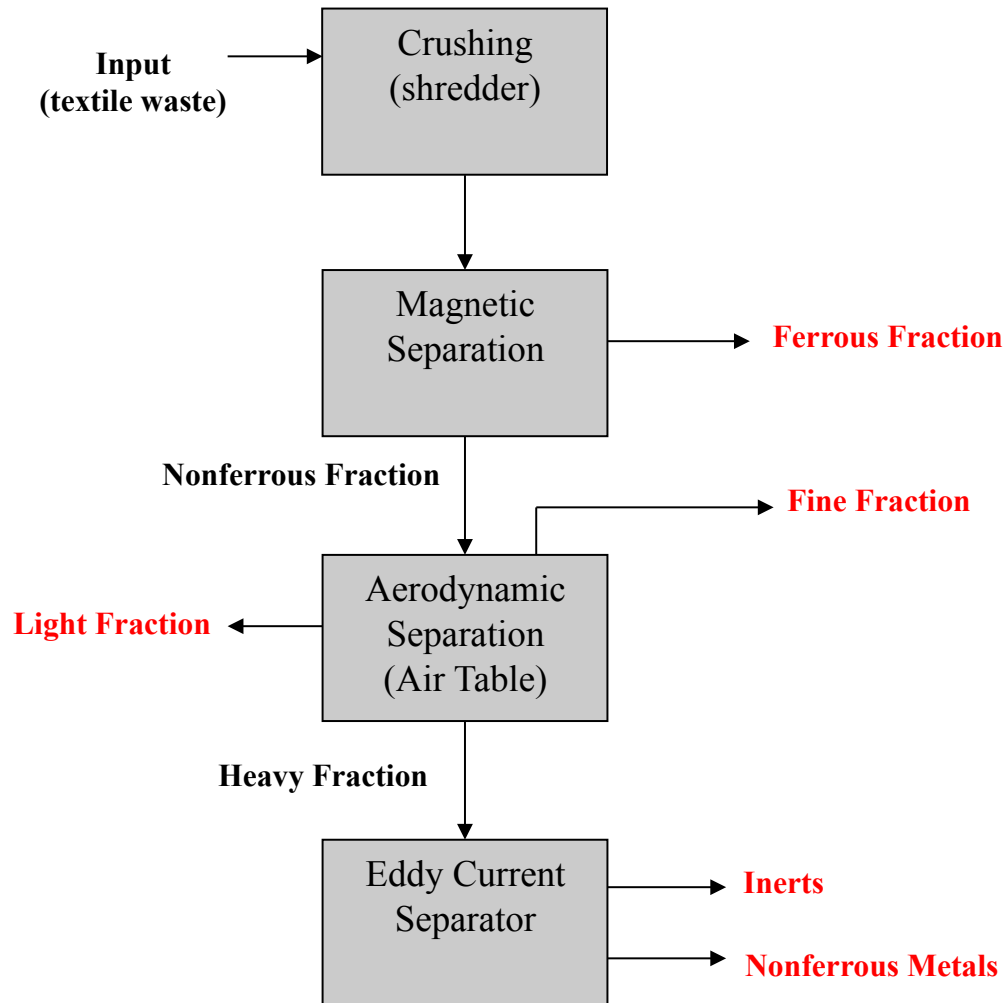 Input
(textile waste)
Crushing
(shredder)
Magnetic
Separation
Ferrous Fraction
Nonferrous Fraction
Fine Fraction
Aerodynamic
Separation
(Air Table)
Light Fraction
Heavy Fraction
Eddy Current
Separator
Inerts
Nonferrous Metals